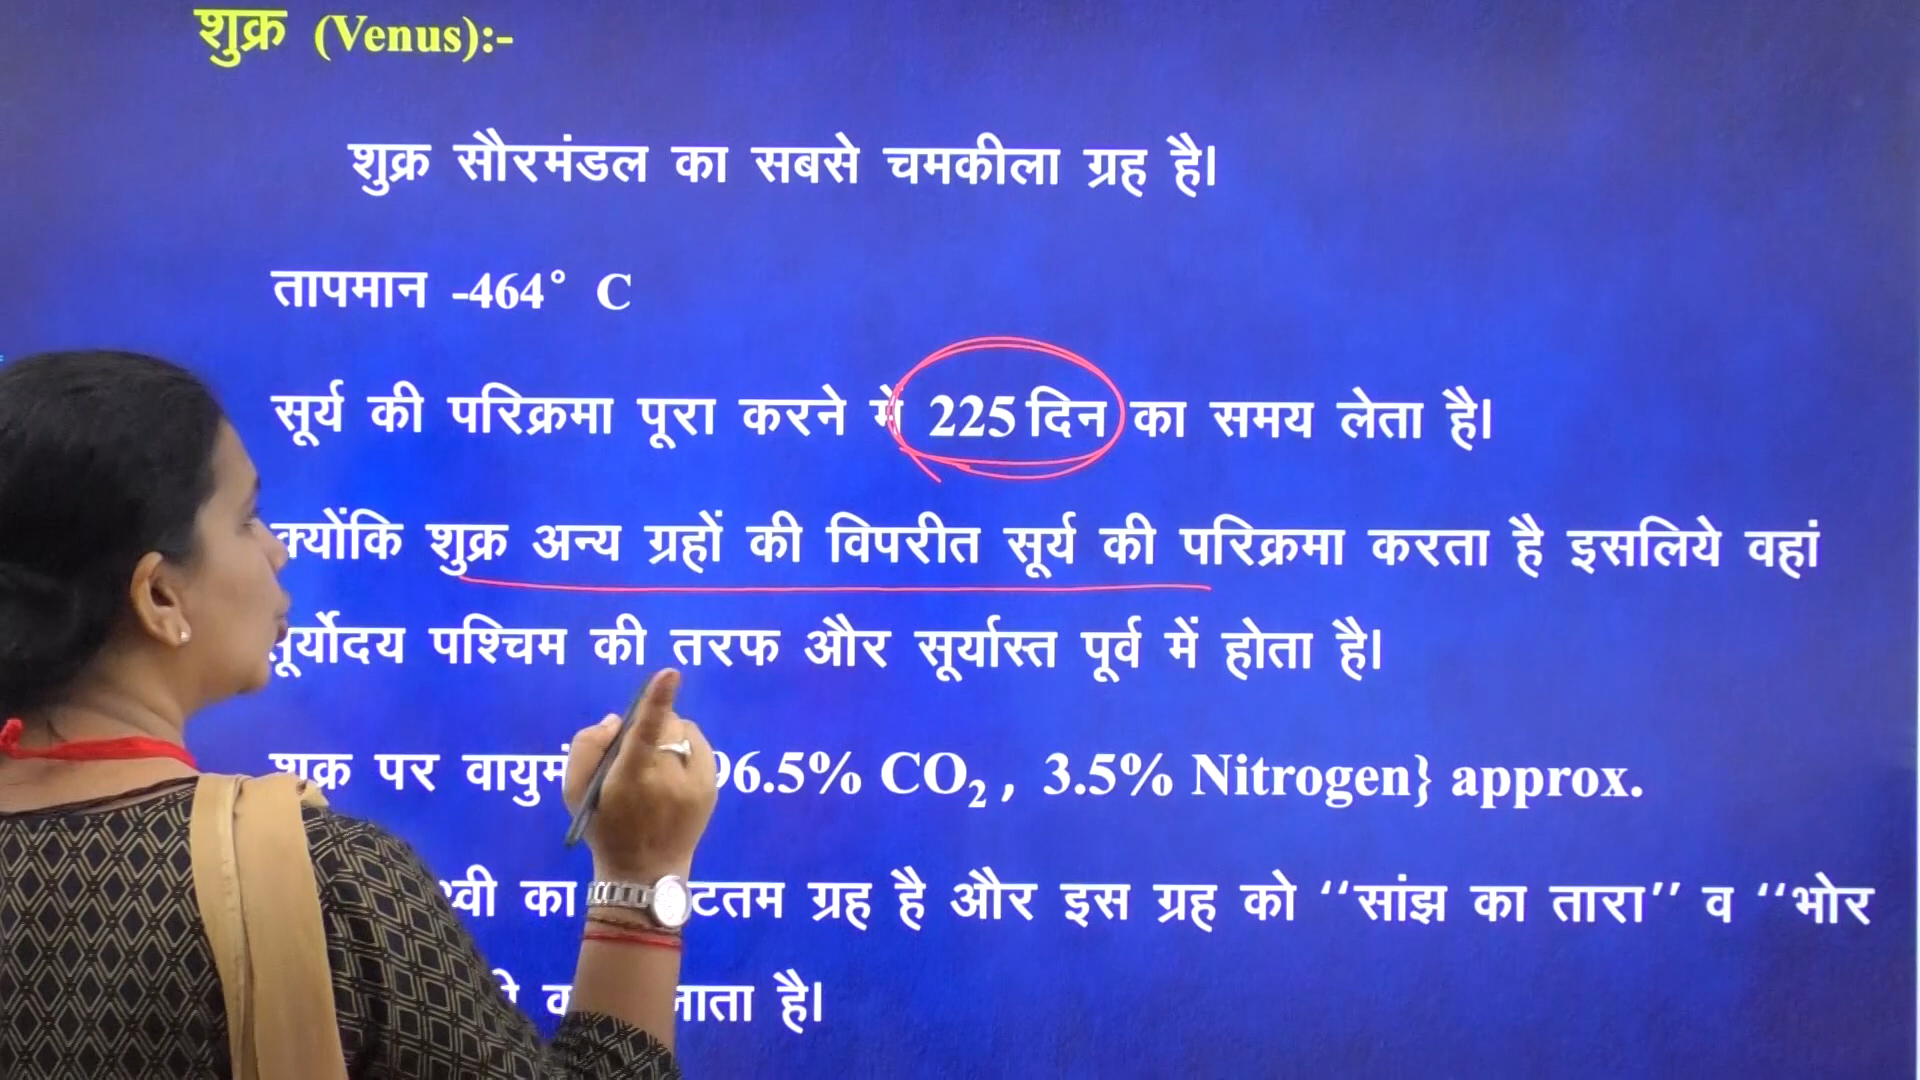 शुक्र (Venus):-
शुक्र सौरमंडल का सबसे चमकीला ग्रह है।
तापमान -464° C
सूर्य की परिक्रमा पूरा करने में 225 दिन का समय लेता है।
क्योंकि शुक्र अन्य ग्रहों की विपरीत सूर्य की परिक्रमा करता है इसलिये वहां
सूर्योदय पश्चिम की तरफ और सूर्यास्त पूर्व में होता है।
शुक्र पर 96.5% CO₂ , 3.5% Nitrogen} approx.
का ग्रह है और इस ग्रह को ‘‘सांझ का तारा’’ व ‘‘भोर
है।